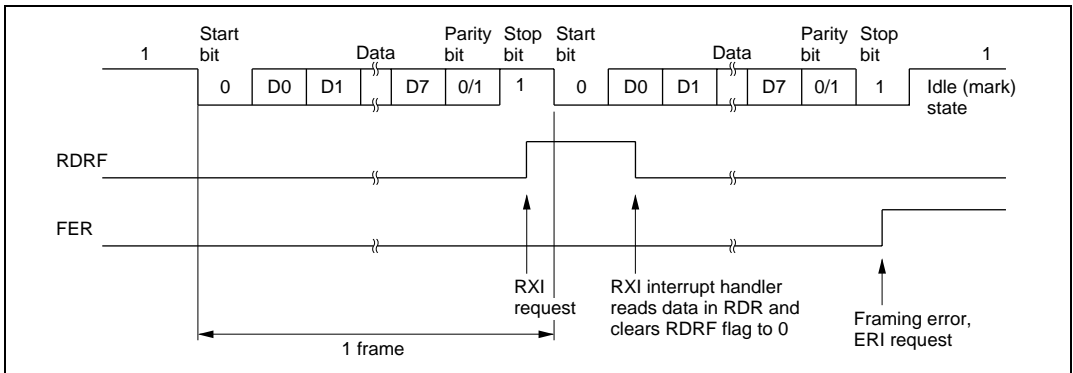 1 Start bit Data Parity bit Stop bit Start bit Data Parity bit Stop bit 1
0 D0 D1 D7 0/1 1 0 D0 D1 D7 0/1 1 Idle (mark) state
RDRF
FER
RXI request
RXI interrupt handler
reads data in RDR and
clears RDRF flag to 0
Framing error,
ERI request
1 frame